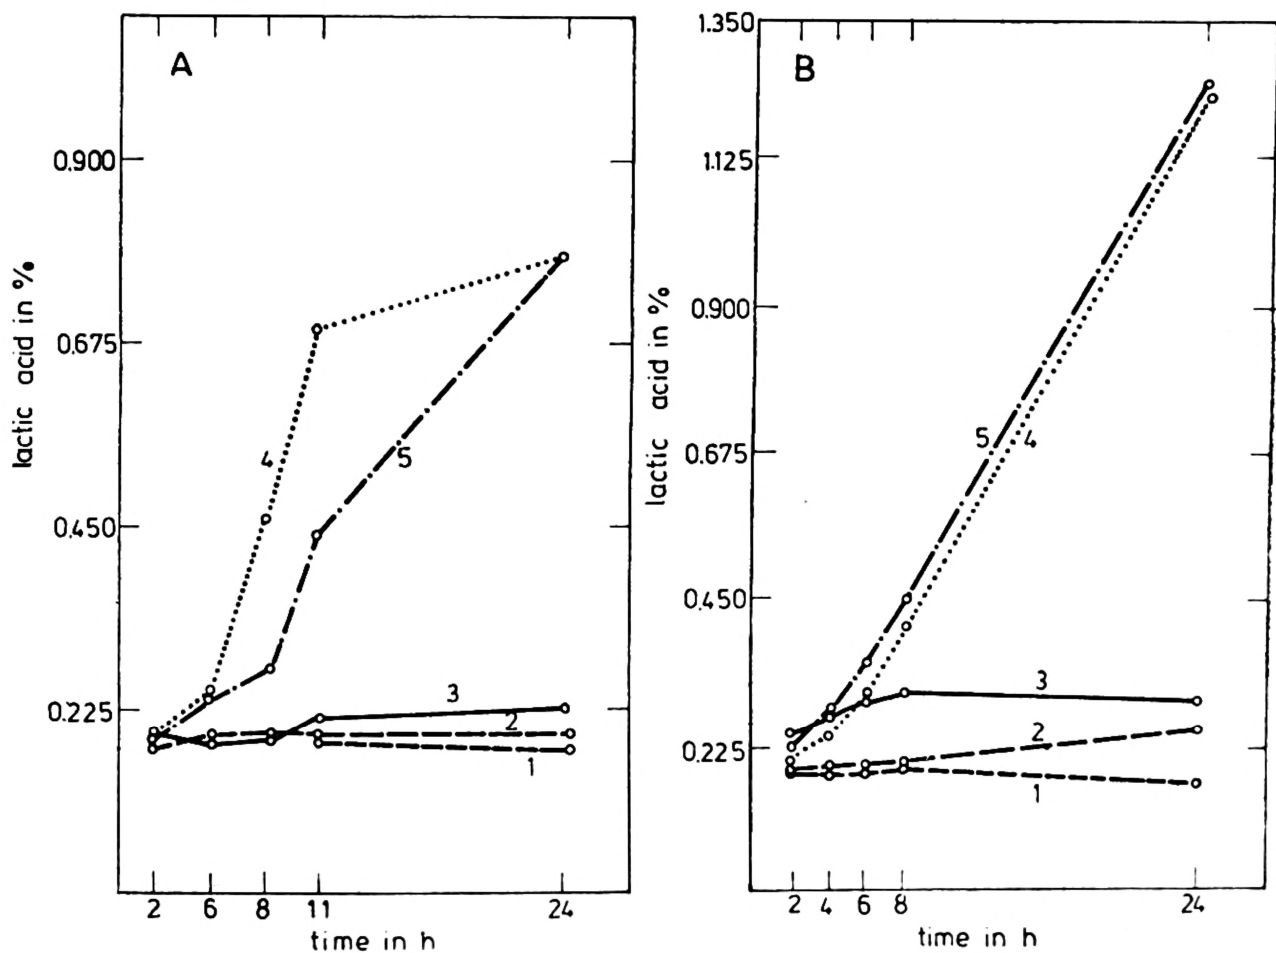 A
0.900
0.675
0.450
0.225
lactic acid in %
4
5
3
2
1
2 6 8 11 24
time in h
B
1.350
1.125
0.900
0.675
0.450
0.225
lactic acid in %
5 4
3
2
1
2 4 6 8 24
time in h